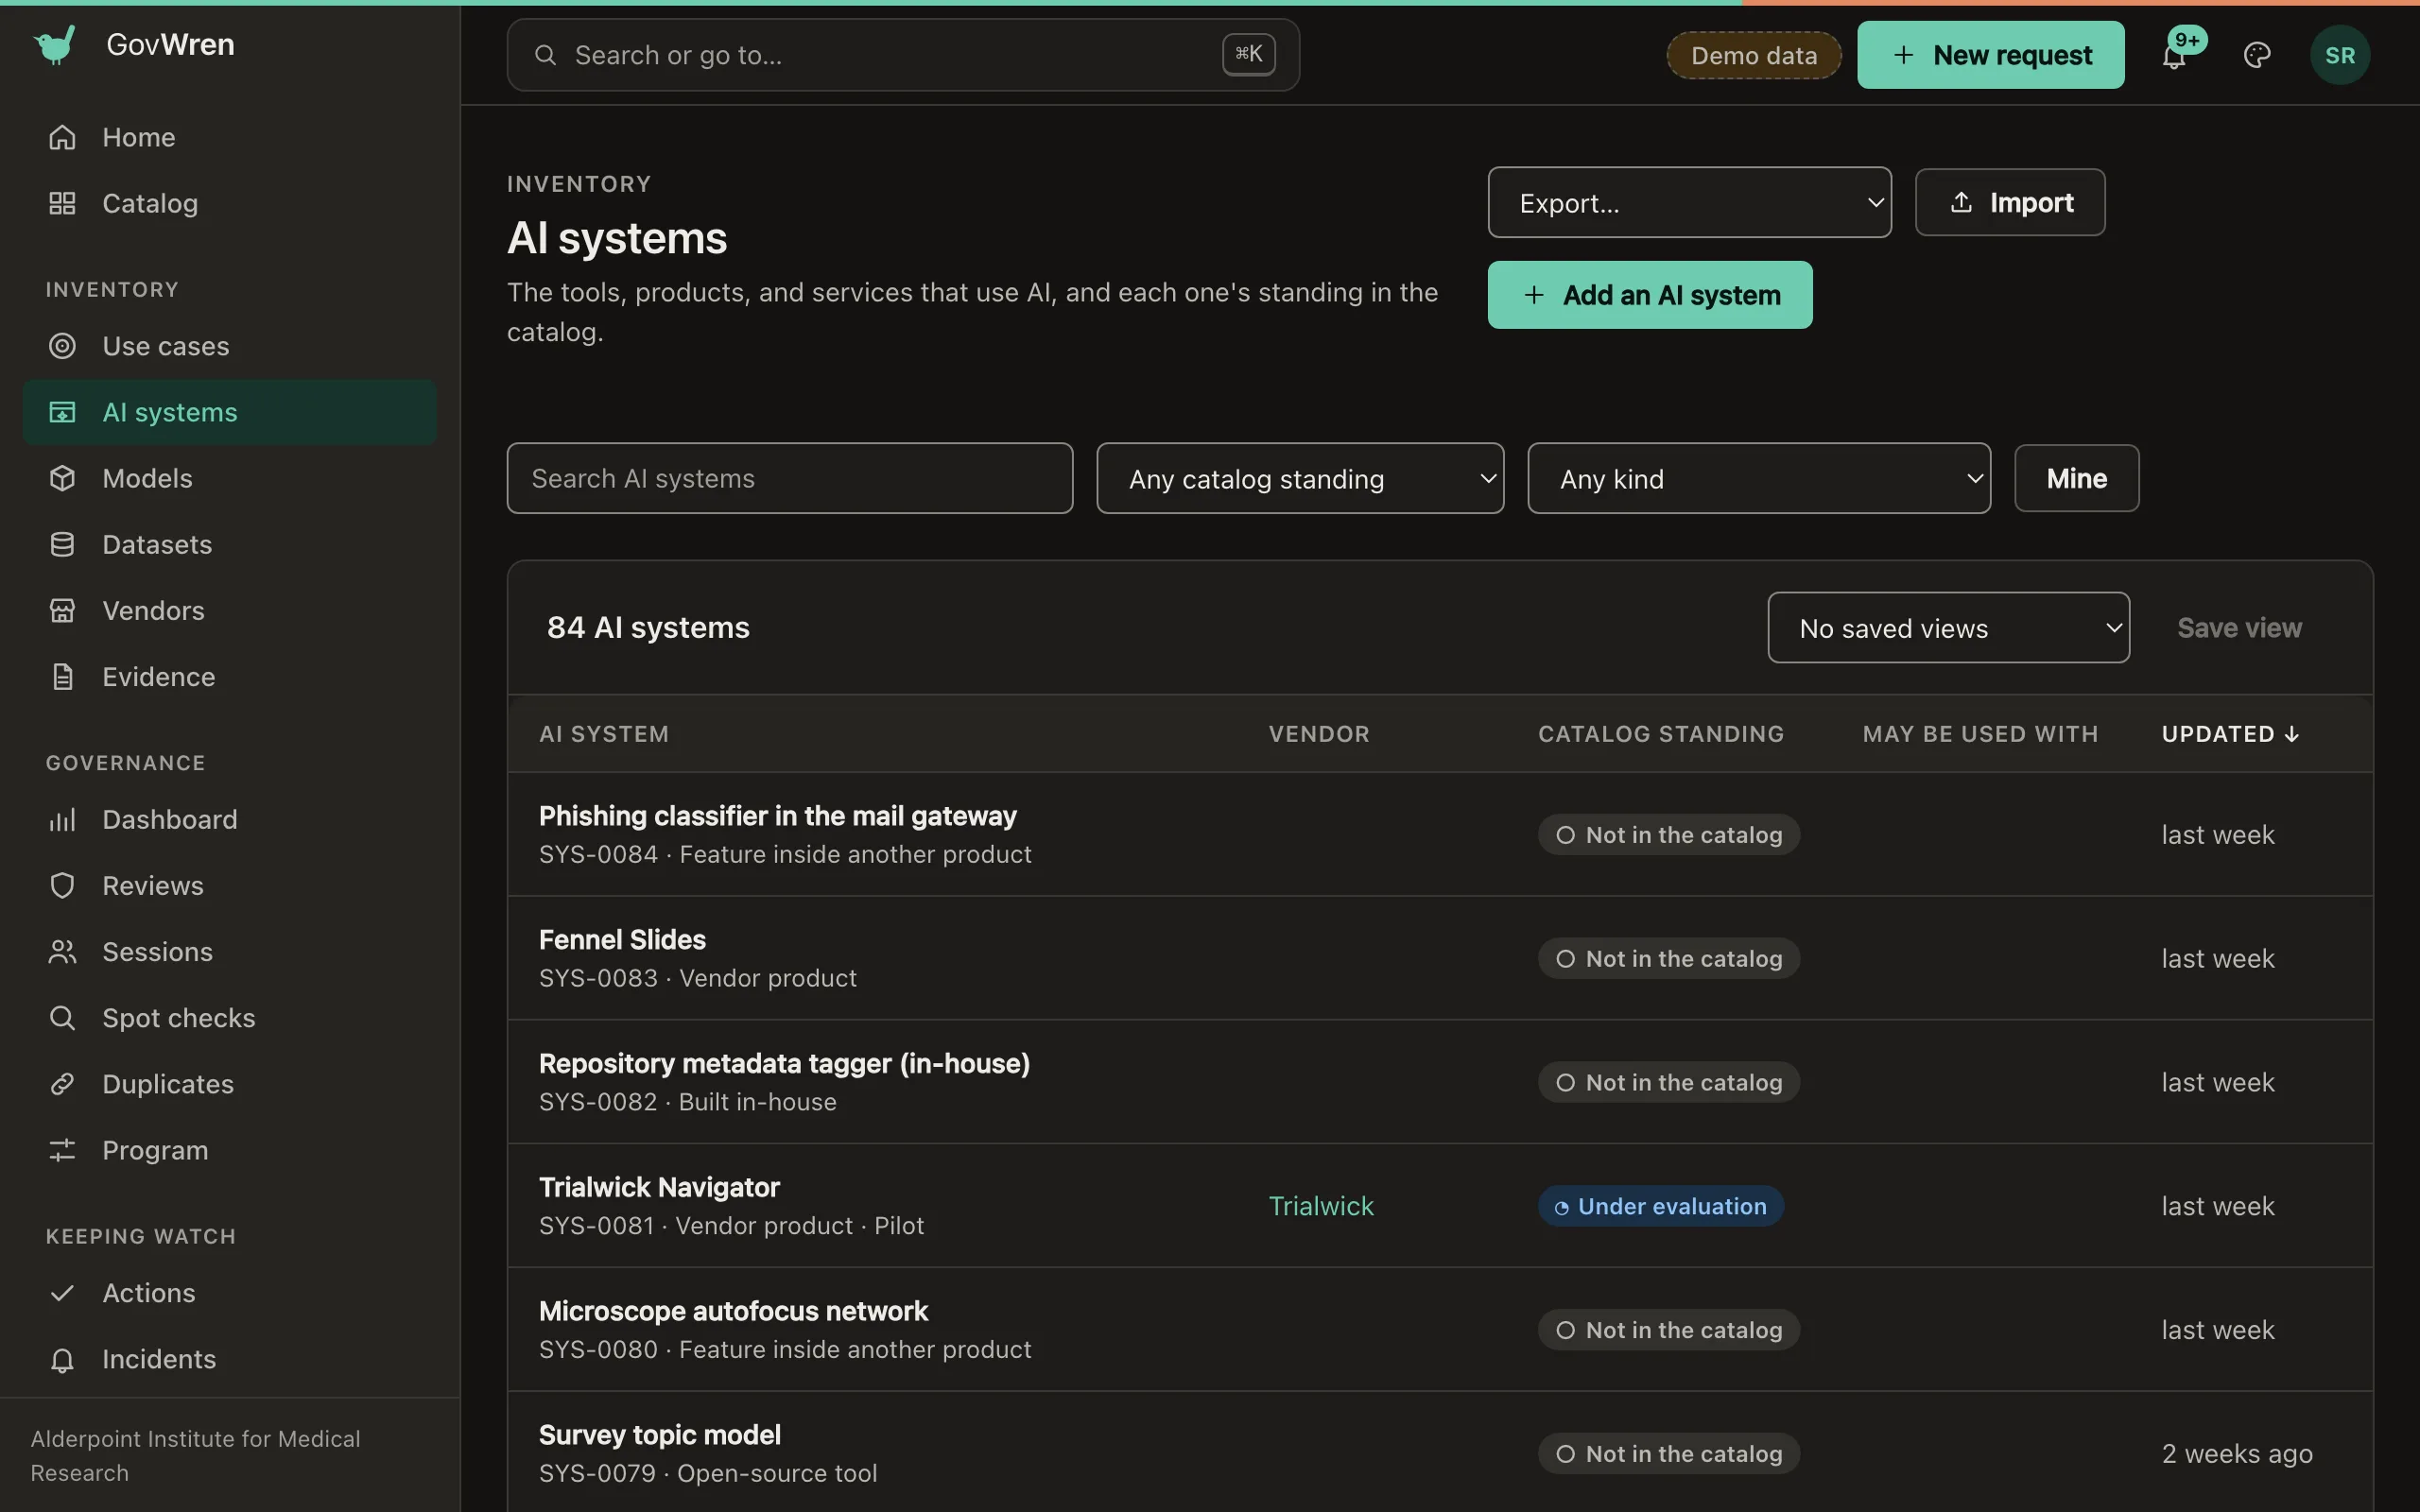 GovWren
Search or go to...
⌘K
Demo data
+ New request
9+
SR
Home
Catalog
INVENTORY
Use cases
AI systems
Models
Datasets
Vendors
Evidence
GOVERNANCE
Dashboard
Reviews
Sessions
Spot checks
Duplicates
Program
KEEPING WATCH
Actions
Incidents
Alderpoint Institute for Medical
Research
INVENTORY
AI systems
The tools, products, and services that use AI, and each one's standing in the
catalog.
Export...
Import
+ Add an AI system
Search AI systems
Any catalog standing
Any kind
Mine
84 AI systems
No saved views
Save view
AI SYSTEM VENDOR CATALOG STANDING MAY BE USED WITH UPDATED ↓
Phishing classifier in the mail gateway
SYS-0084 · Feature inside another product
Not in the catalog
last week
Fennel Slides
SYS-0083 · Vendor product
Not in the catalog
last week
Repository metadata tagger (in-house)
SYS-0082 · Built in-house
Not in the catalog
last week
Trialwick Navigator
SYS-0081 · Vendor product · Pilot
Trialwick
Under evaluation
last week
Microscope autofocus network
SYS-0080 · Feature inside another product
Not in the catalog
last week
Survey topic model
SYS-0079 · Open-source tool
Not in the catalog
2 weeks ago